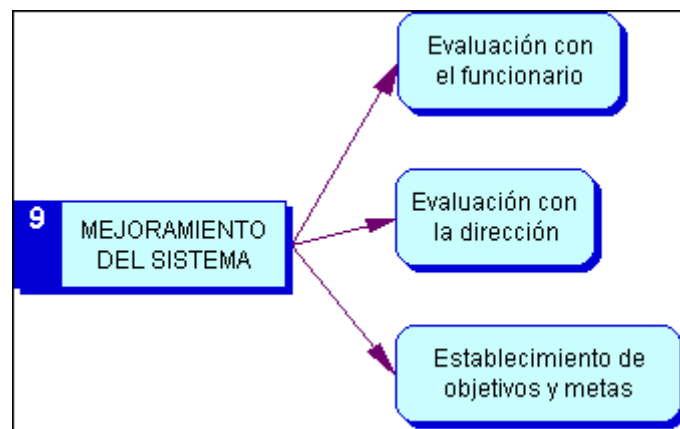 Evaluación con
el funcionario
9
MEJORAMIENTO
DEL SISTEMA
Evaluación con
la dirección
Establecimiento de
objetivos y metas